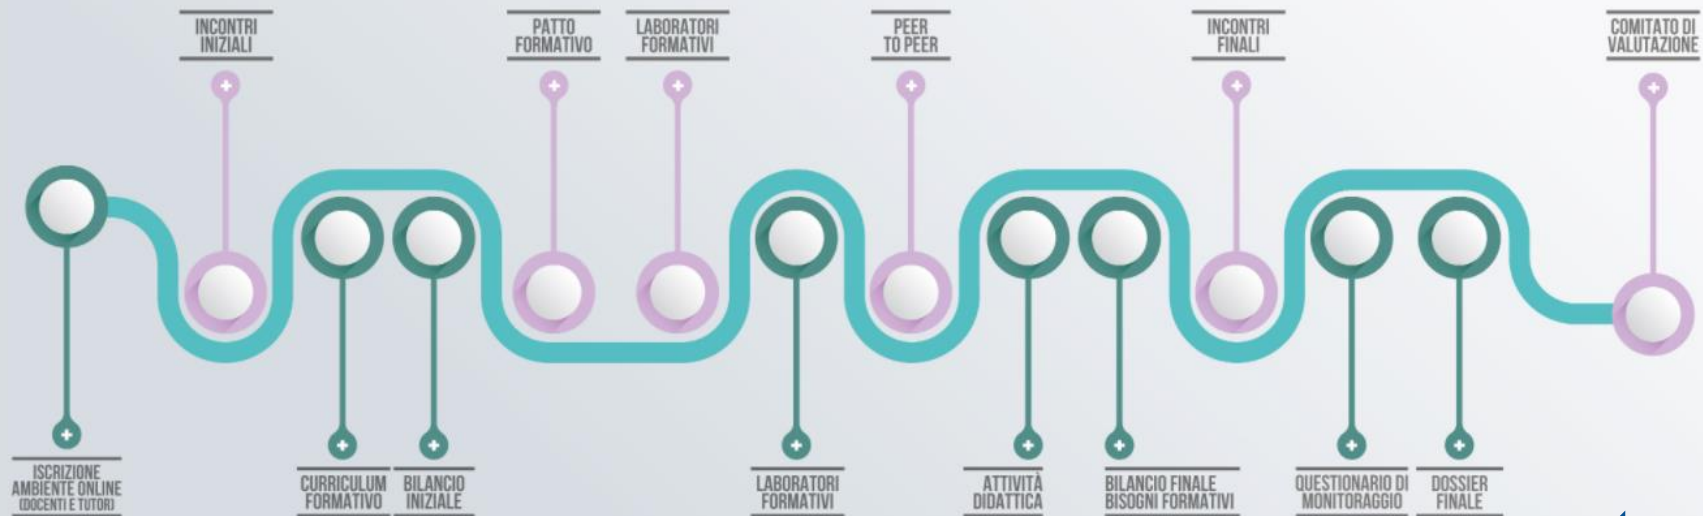 INCONTRI
INIZIALI
PATTO
FORMATIVO
LABORATORI
FORMATIVI
PEER
TO PEER
INCONTRI
FINALI
COMITATO DI
VALUTAZIONE
ISCRIZIONE
AMBIENTE ONLINE
(DOCENTI E TUTOR)
CURRICULUM
FORMATIVO
BILANCIO
INIZIALE
LABORATORI
FORMATIVI
ATTIVITÀ
DIDATTICA
BILANCIO FINALE
BISOGNI FORMATIVI
QUESTIONARIO DI
MONITORAGGIO
DOSSIER
FINALE